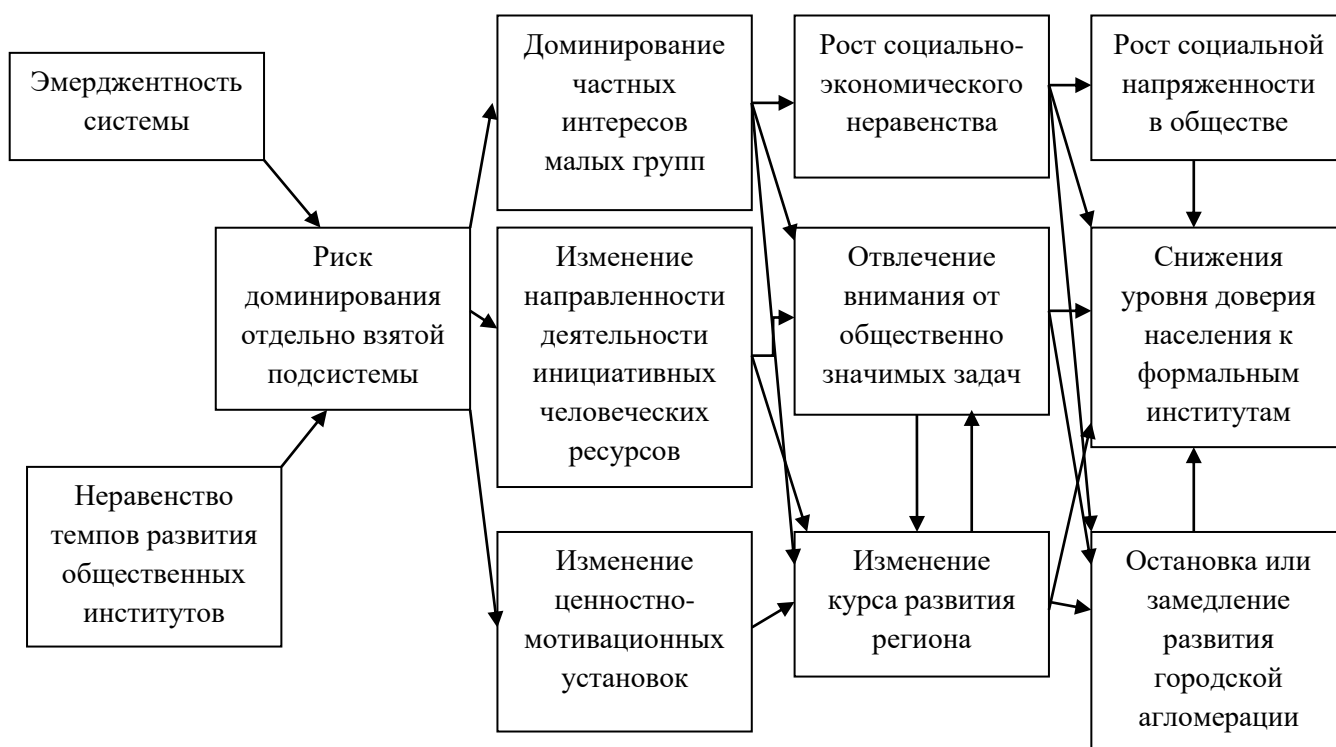 Эмерджентность
системы
Неравенство
темпов развития
общественных
институтов
Риск
доминирования
отдельно взятой
подсистемы
Доминирование
частных
интересов
малых групп
Изменение
направленности
деятельности
инициативных
человеческих
ресурсов
Изменение
ценностно-
мотивационных
установок
Рост социально-
экономического
неравенства
Отвлечение
внимания от
общественно
значимых задач
Изменение
курса развития
региона
Рост социальной
напряженности
в обществе
Снижения
уровня доверия
населения к
формальным
институтам
Остановка или
замедление
развития
городской
агломерации